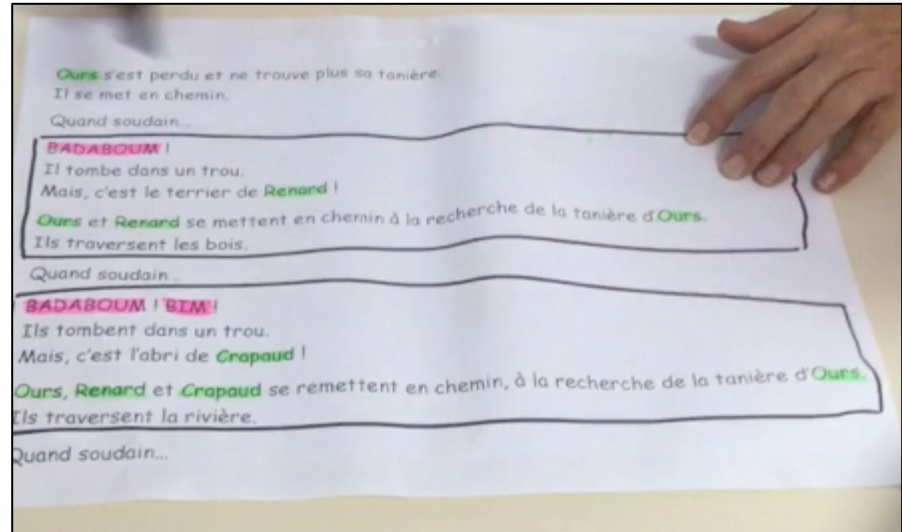 Ours s'est perdu et ne trouve plus sa tanière.
Il se met en chemin.
Quand soudain...
BADABOUM !
Il tombe dans un trou.
Mais, c'est le terrier de Renard !
Ours et Renard se mettent en chemin à la recherche de la tanière d'Ours.
Ils traversent les bois.
Quand soudain...
BADABOUM ! BIM !
Ils tombent dans un trou.
Mais, c'est l'abri de Crapaud !
Ours, Renard et Crapaud se remettent en chemin, à la recherche de la tanière d'Ours.
Ils traversent la rivière.
Quand soudain...